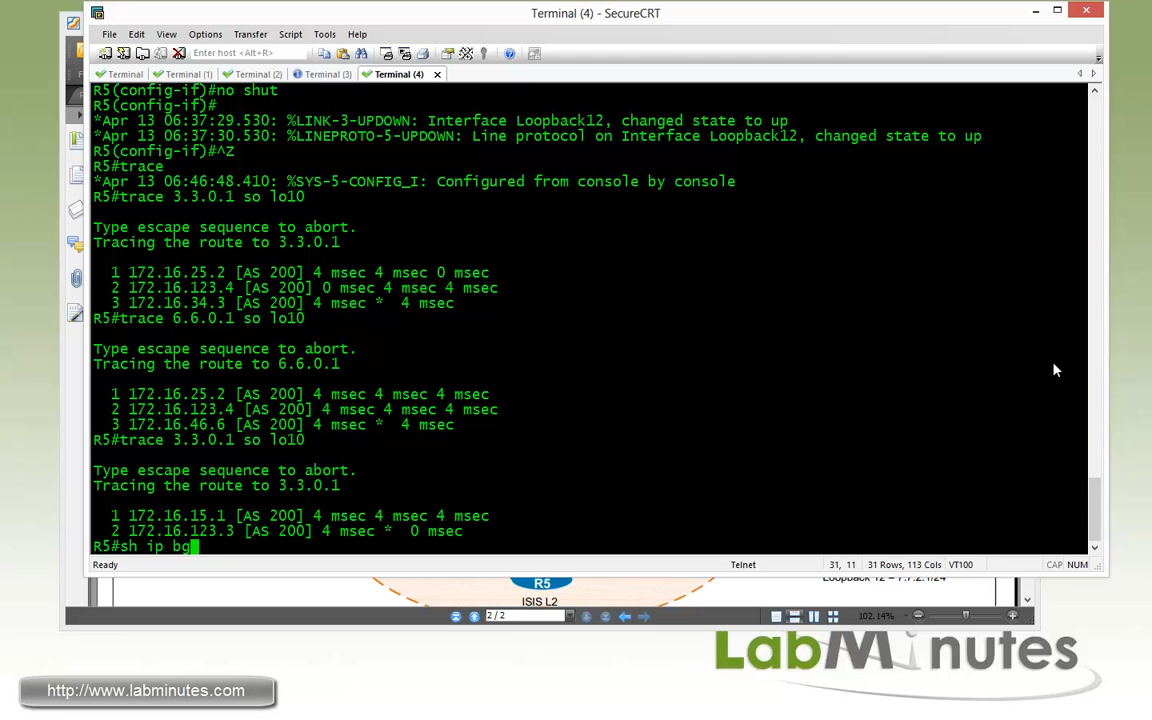 Terminal (4) - SecureCRT
File Edit View Options Transfer Script Tools Help
Enter host <Alt+R>
Terminal Terminal (1) Terminal (2) Terminal (3) Terminal (4)
R5(config-if)#no shut
R5(config-if)#
*Apr 13 06:37:29.530: %LINK-3-UPDOWN: Interface Loopback12, changed state to up
*Apr 13 06:37:30.530: %LINEPROTO-5-UPDOWN: Line protocol on Interface Loopback12, changed state to up
R5(config-if)#^Z
R5#trace
*Apr 13 06:46:48.410: %SYS-5-CONFIG_I: Configured from console by console
R5#trace 3.3.0.1 so lo10
Type escape sequence to abort.
Tracing the route to 3.3.0.1
1 172.16.25.2 [AS 200] 4 msec 4 msec 0 msec
2 172.16.123.4 [AS 200] 0 msec 4 msec 4 msec
3 172.16.34.3 [AS 200] 4 msec * 4 msec
R5#trace 6.6.0.1 so lo10
Type escape sequence to abort.
Tracing the route to 6.6.0.1
1 172.16.25.2 [AS 200] 4 msec 4 msec 4 msec
2 172.16.123.4 [AS 200] 4 msec 4 msec 4 msec
3 172.16.46.6 [AS 200] 4 msec * 4 msec
R5#trace 3.3.0.1 so lo10
Type escape sequence to abort.
Tracing the route to 3.3.0.1
1 172.16.15.1 [AS 200] 4 msec 4 msec 4 msec
2 172.16.123.3 [AS 200] 4 msec * 0 msec
R5#sh ip bg
Ready Telnet 31, 11 31 Rows, 113 Cols VT100 CAP NUM
R5
Loopback 12 = 7.7.2.1/24
ISIS L2
2 / 2 102.14%
LabMinutes
http://www.labminutes.com